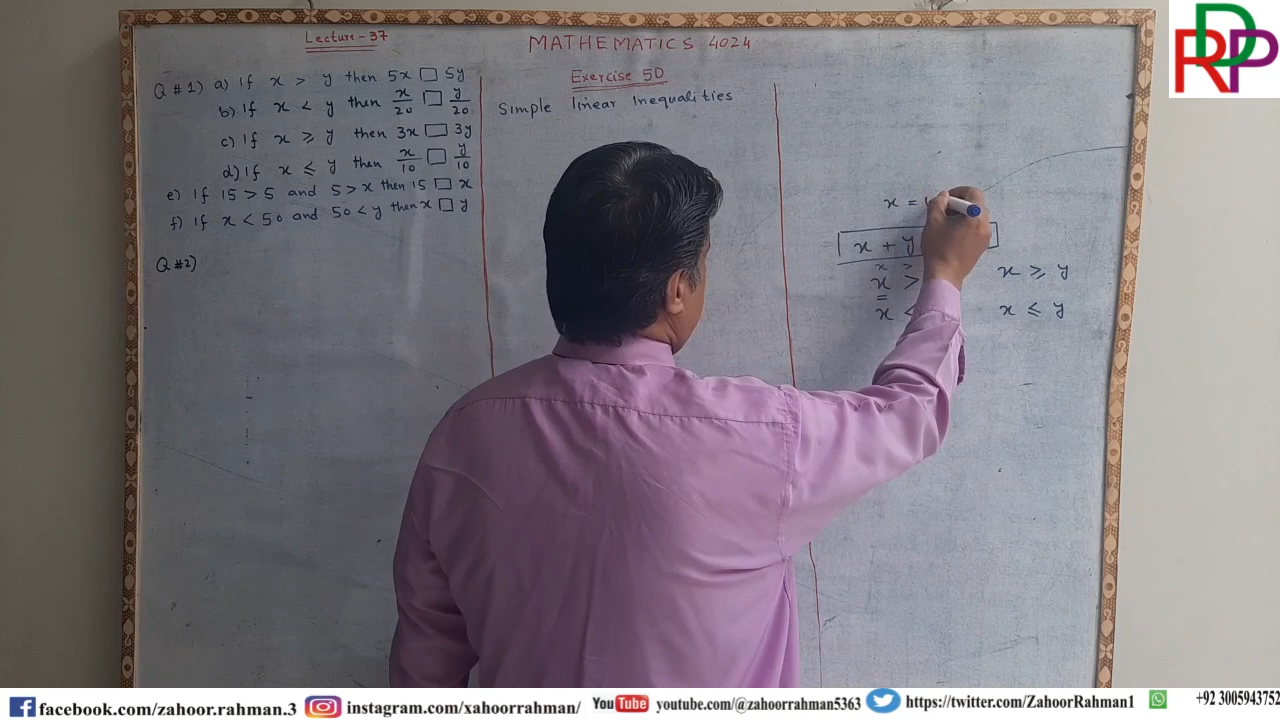 Lecture-37
MATHEMATICS 4024
RDDP
Q #1) a) If x > y then 5x □ 5y
b) If x < y then x/20 □ y/20
c) If x ≥ y then 3x □ 3y
d) If x ≤ y then x/10 □ y/10
e) If 15 > 5 and 5 > x then 15 □ x
f) If x < 50 and 50 < y then x □ y
Q #2)
Exercise 5D
Simple linear Inequalities
x =
x + y
x >
x > x ≥ y
=
x < x ≤ y
facebook.com/zahoor.rahman.3 instagram.com/xahoorrahman/ YouTube youtube.com/@zahoorrahman5363 https://twitter.com/ZahoorRahman1 +92 3005943752